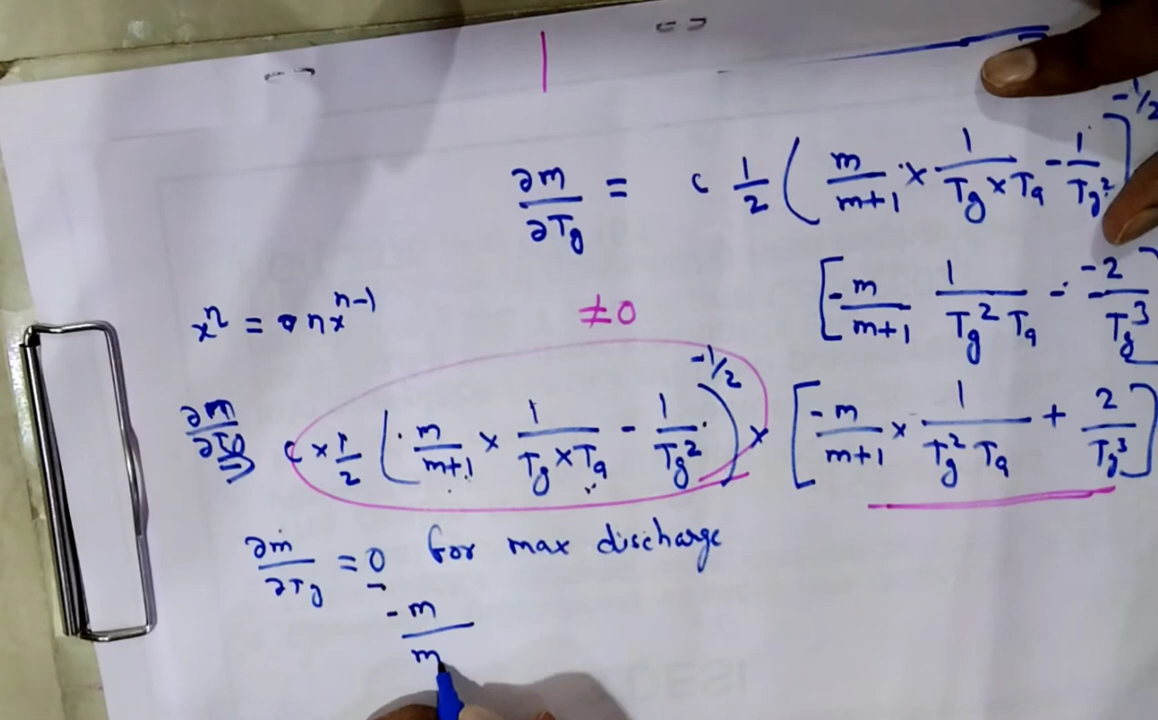 ∂m/∂Tg = c 1/2 ( m/m+1 × 1/Tg×Ta - 1/Tg² ]^-1/2
[ -m/m+1 1/Tg² Ta - -2/Tg³ ]
xⁿ = nxⁿ⁻¹
≠0
∂m/∂Tg = c × 1/2 ( m/m+1 × 1/Tg×Ta - 1/Tg² )^-1/2 × [ -m/m+1 × 1/Tg² Ta + 2/Tg³ ]
∂ṁ/∂Tg = 0 for max discharge
-m/m